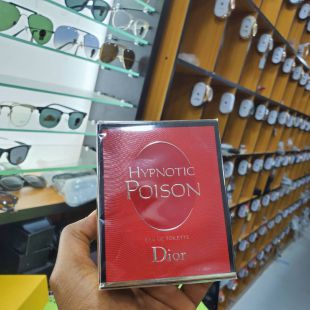 HYPNOTIC
POISON
EAU DE TOILETTE
Dior